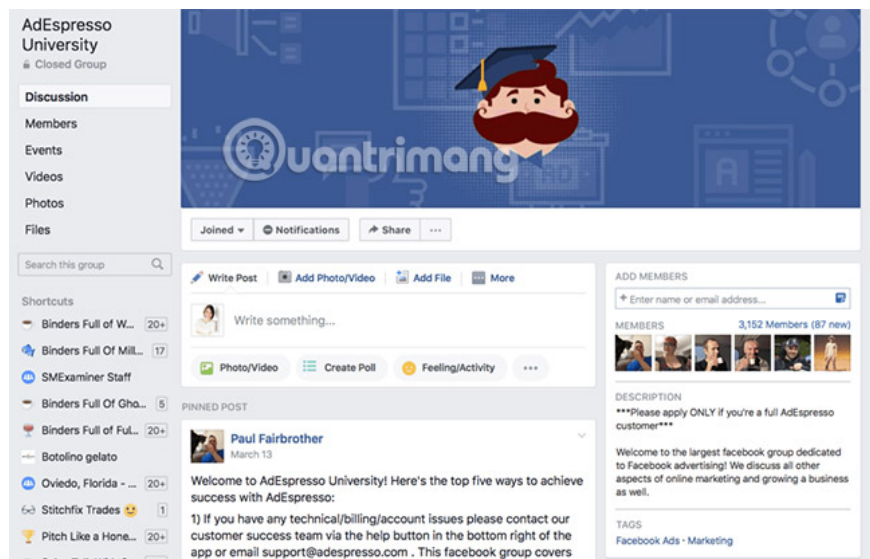 AdEspresso
University
Closed Group
Discussion
Members
Events
Videos
Photos
Files
Search this group
Shortcuts
Binders Full of W... 20+
Binders Full Of Mill... 17
SMExaminer Staff
Binders Full Of Gho... 5
Binders Full of Ful... 20+
Botolino gelato
Oviedo, Florida - ... 20+
Stitchfix Trades 1
Pitch Like a Hone... 20+
Quantrimang
AD
A
Joined
Notifications
Share
Write Post
Add Photo/Video
Add File
More
Write something...
Photo/Video
Create Poll
Feeling/Activity
PINNED POST
Paul Fairbrother
March 13
Welcome to AdEspresso University! Here's the top five ways to achieve
success with AdEspresso:
1) If you have any technical/billing/account issues please contact our
customer success team via the help button in the bottom right of the
app or email support@adespresso.com . This facebook group covers
ADD MEMBERS
+ Enter name or email address...
MEMBERS 3,152 Members (87 new)
DESCRIPTION
***Please apply ONLY if you're a full AdEspresso
customer***
Welcome to the largest facebook group dedicated
to Facebook advertising! We discuss all other
aspects of online marketing and growing a business
as well.
TAGS
Facebook Ads · Marketing